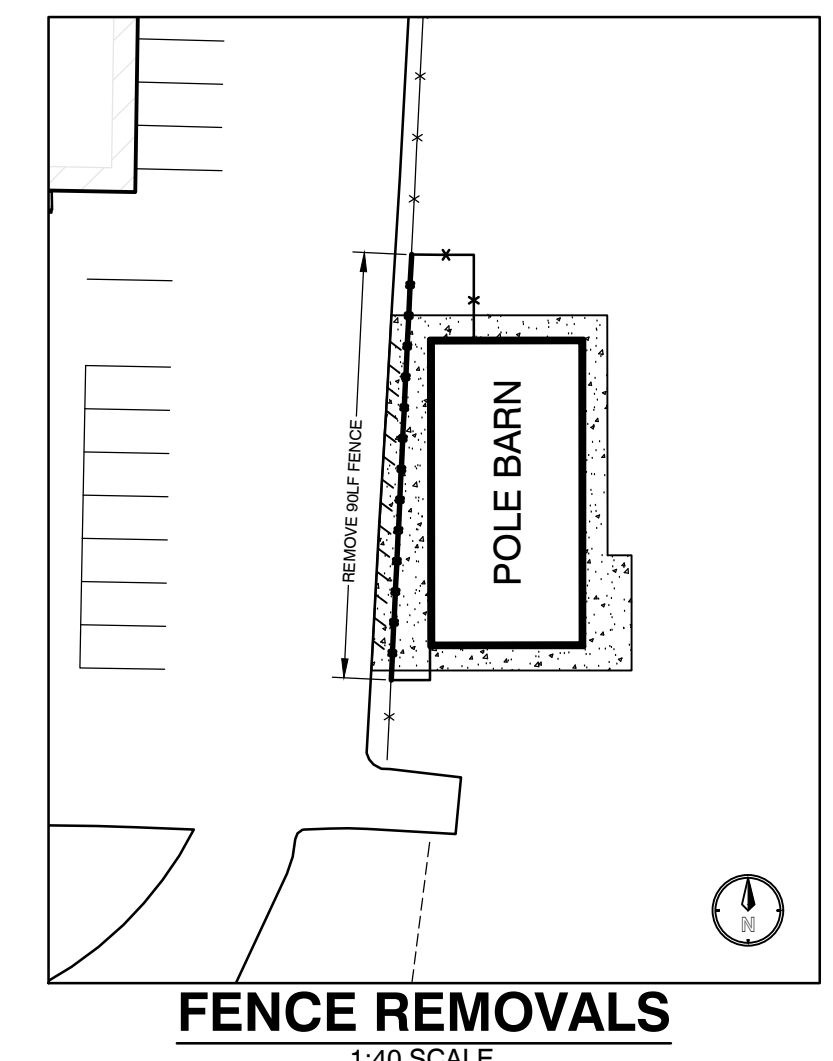 REMOVE 90LF FENCE
POLE BARN
N
FENCE REMOVALS
1:40 SCALE